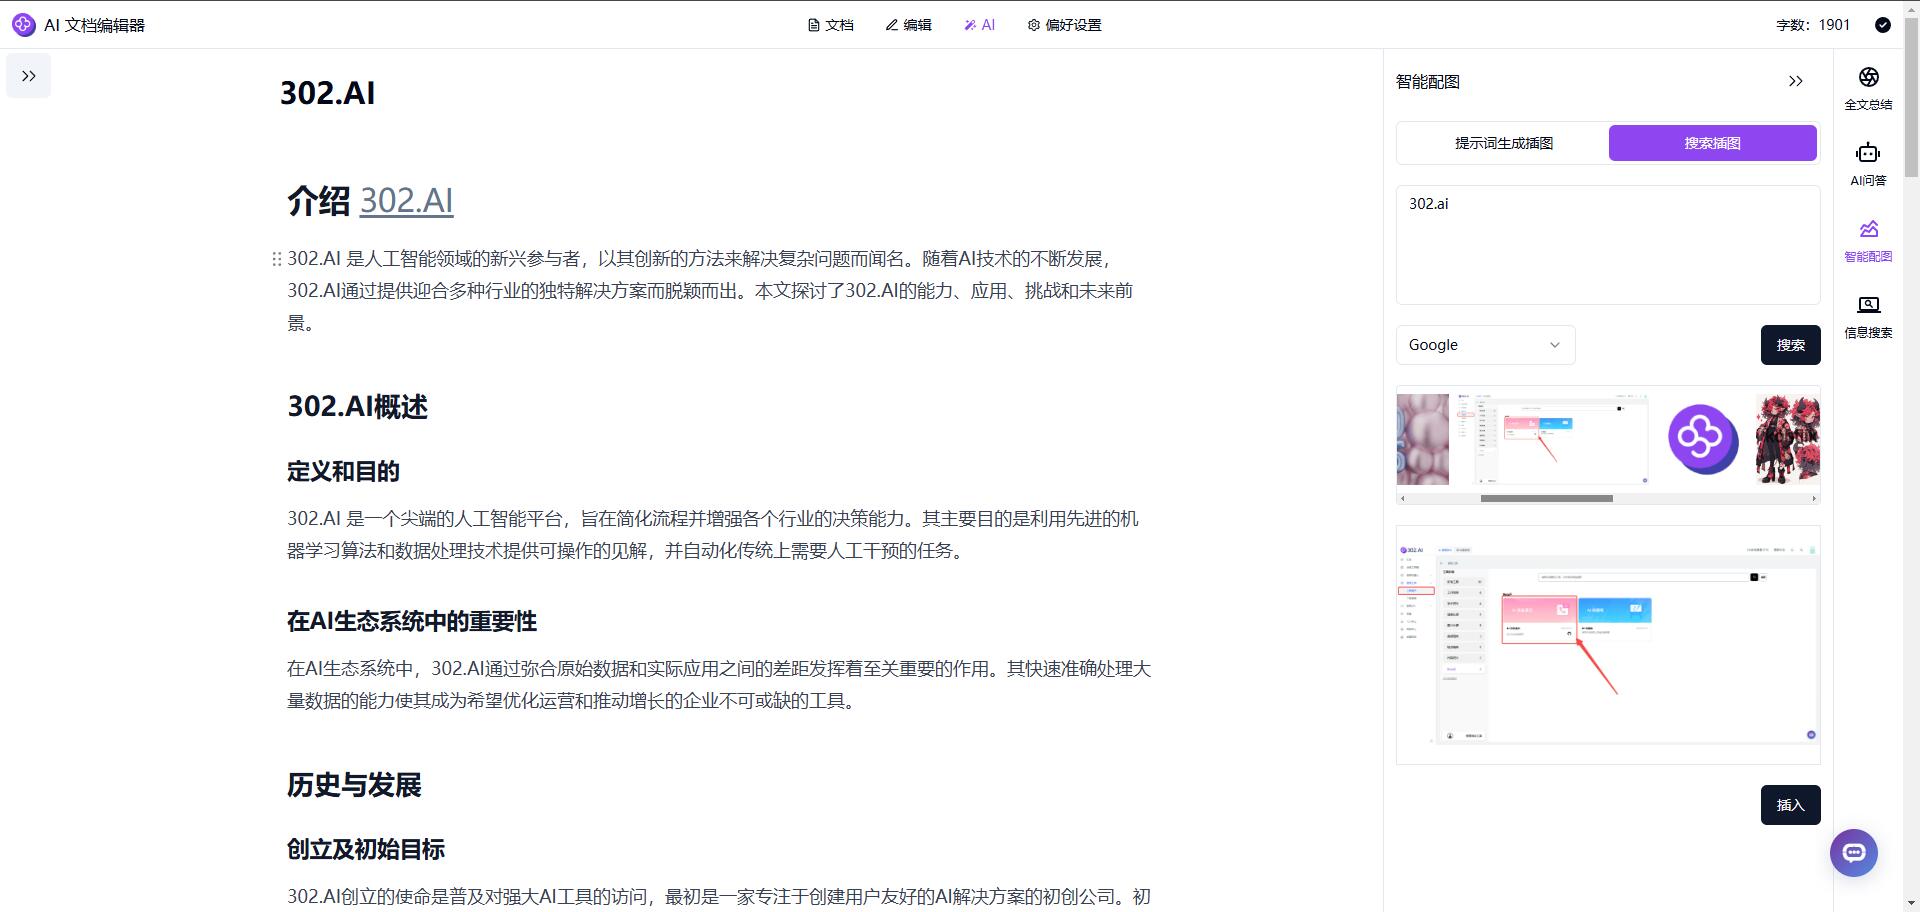 AI 文档编辑器
文档
编辑
AI
偏好设置
字数：1901
302.AI
介绍 302.AI
302.AI 是人工智能领域的新兴参与者，以其创新的方法来解决复杂问题而闻名。随着AI技术的不断发展，
302.AI通过提供迎合多种行业的独特解决方案而脱颖而出。本文探讨了302.AI的能力、应用、挑战和未来前
景。
302.AI概述
定义和目的
302.AI 是一个尖端的人工智能平台，旨在简化流程并增强各个行业的决策能力。其主要目的是利用先进的机
器学习算法和数据处理技术提供可操作的见解，并自动化传统上需要人工干预的任务。
在AI生态系统中的重要性
在AI生态系统中，302.AI通过弥合原始数据和实际应用之间的差距发挥着至关重要的作用。其快速准确处理大
量数据的能力使其成为希望优化运营和推动增长的企业不可或缺的工具。
历史与发展
创立及初始目标
302.AI创立的使命是普及对强大AI工具的访问，最初是一家专注于创建用户友好的AI解决方案的初创公司。初
智能配图
提示词生成插图
搜索插图
302.ai
Google
搜索
302.AI
插入
全文总结
AI问答
智能配图
信息搜索